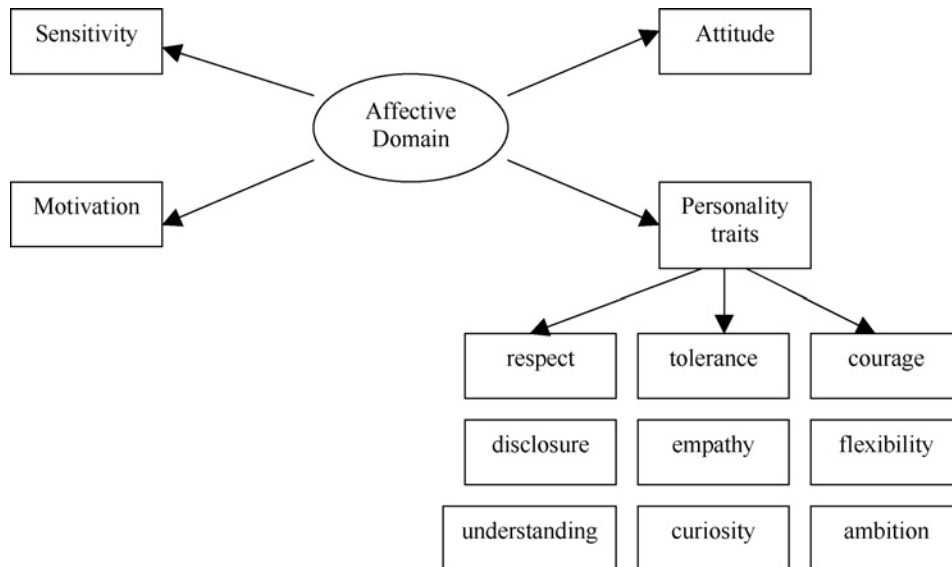 Sensitivity
Attitude
Affective
Domain
Motivation
Personality
traits
respect
tolerance
courage
disclosure
empathy
flexibility
understanding
curiosity
ambition